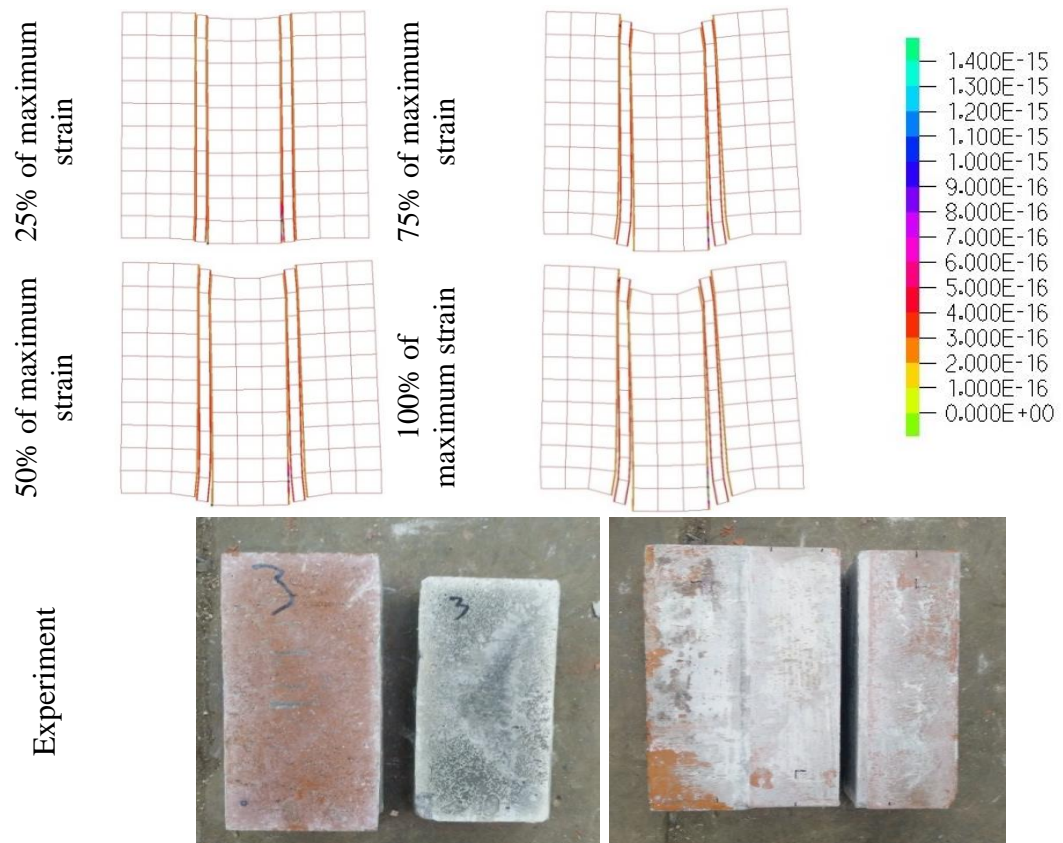 25% of maximum
strain
75% of maximum
strain
50% of maximum
strain
100% of
maximum strain
1.400E-15
1.300E-15
1.200E-15
1.100E-15
1.000E-15
9.000E-16
8.000E-16
7.000E-16
6.000E-16
5.000E-16
4.000E-16
3.000E-16
2.000E-16
1.000E-16
0.000E+00
Experiment
3
3